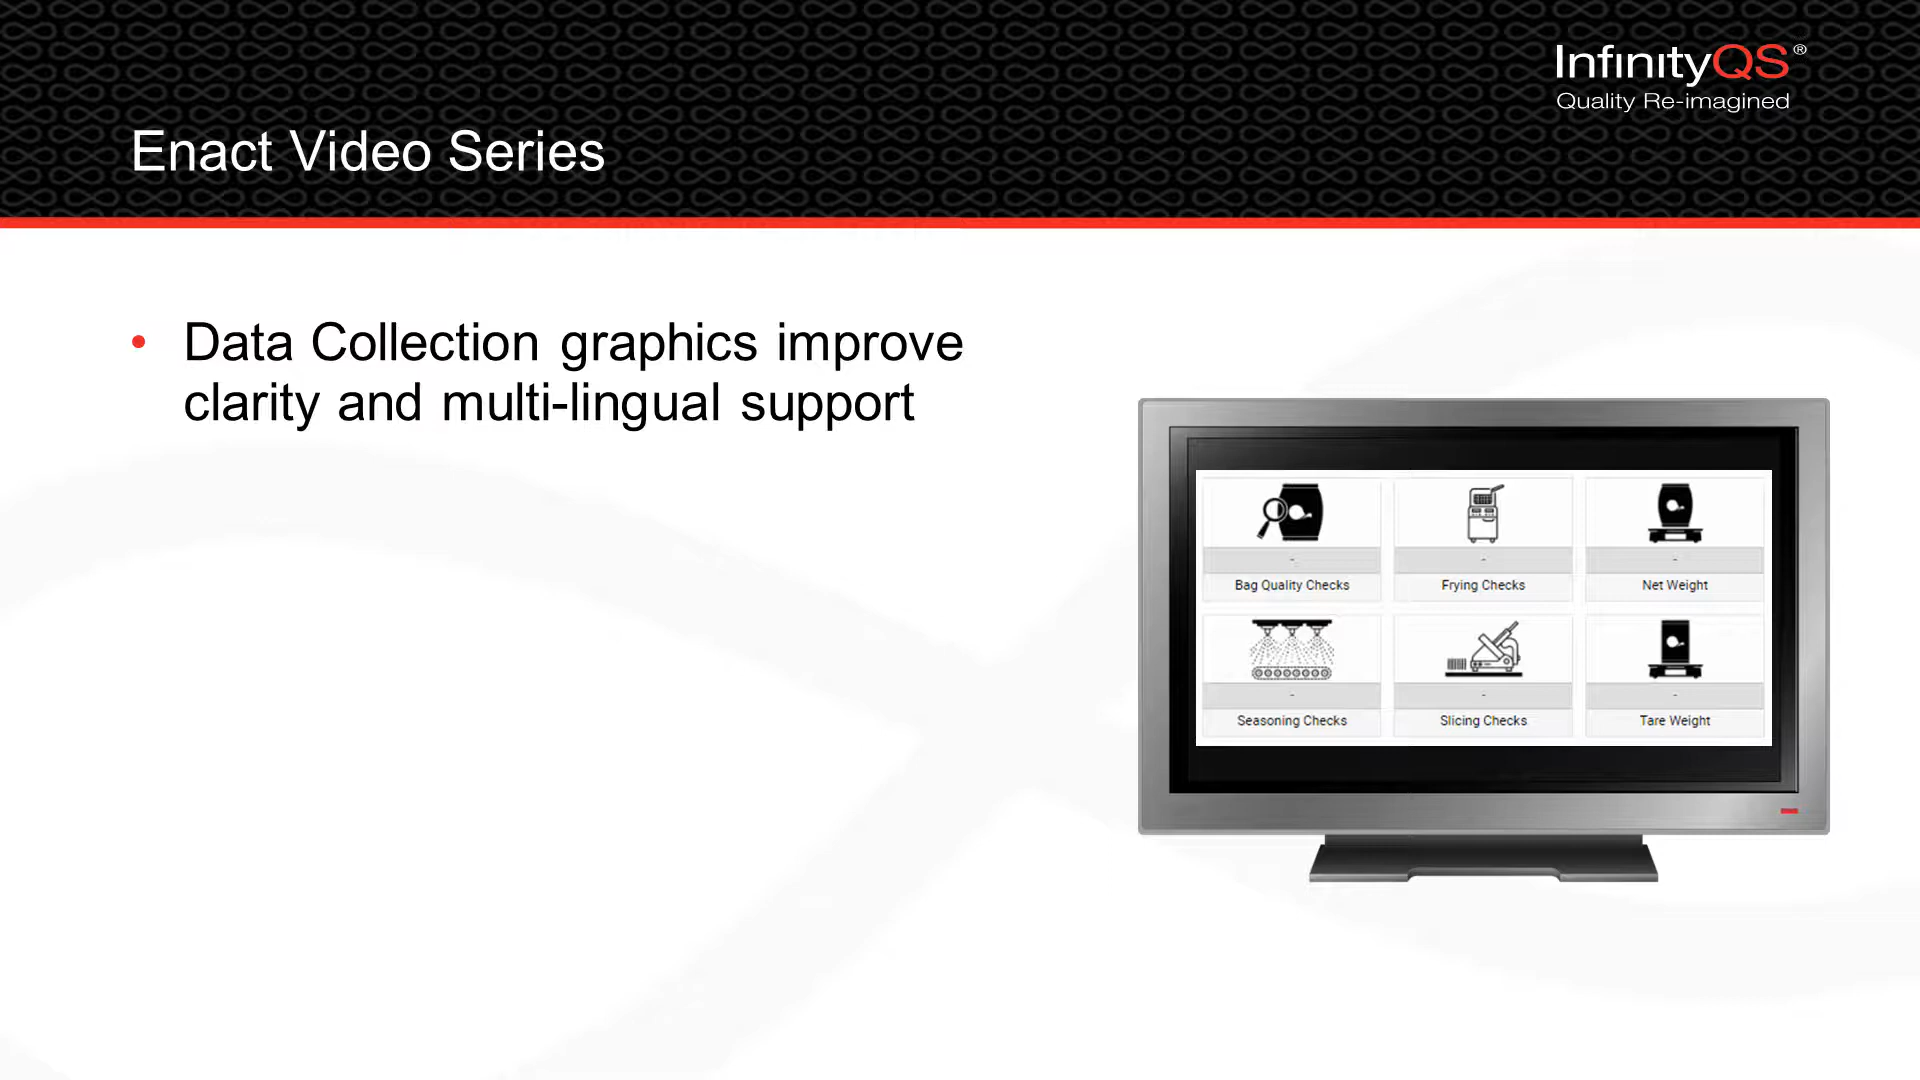 InfinityQS®
Quality Re-imagined
Enact Video Series
• Data Collection graphics improve
clarity and multi-lingual support
- - -
Bag Quality Checks Frying Checks Net Weight
- - -
Seasoning Checks Slicing Checks Tare Weight